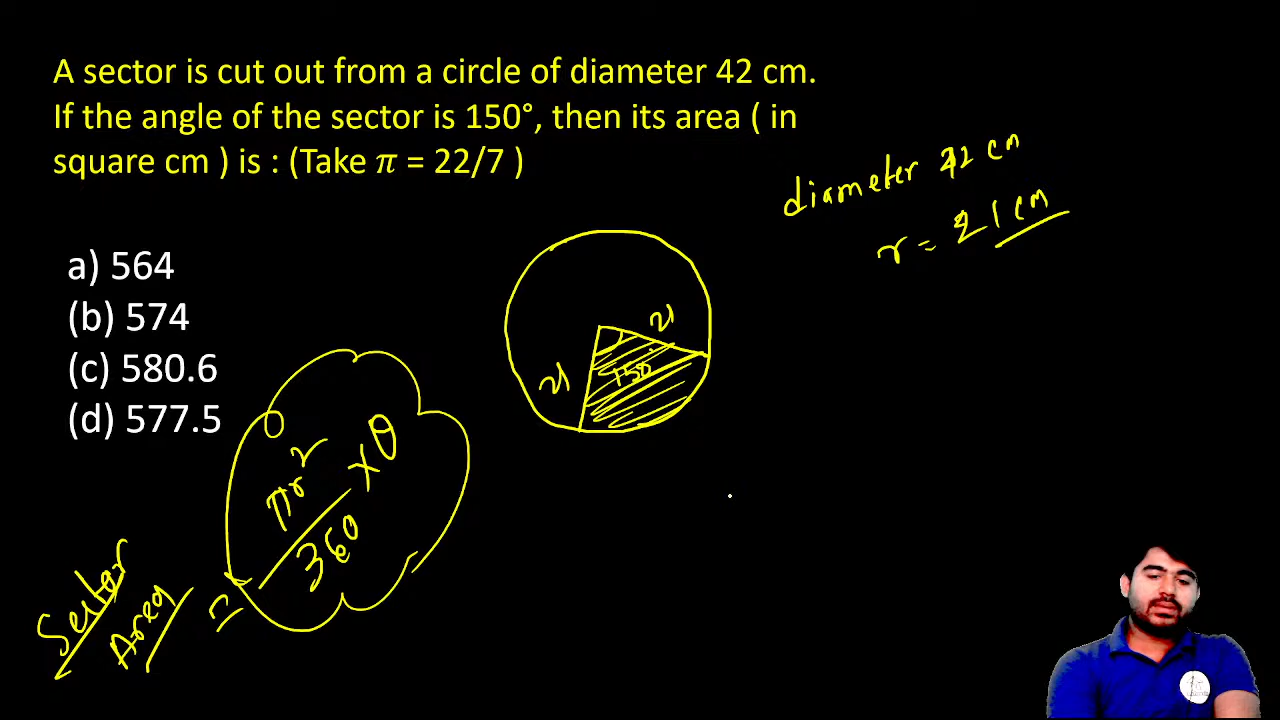 A sector is cut out from a circle of diameter 42 cm.
If the angle of the sector is 150°, then its area ( in
square cm ) is : (Take π = 22/7 )
diameter 42 cm
r = 21 cm
a) 564
(b) 574
(c) 580.6
(d) 577.5
21
21
150
Sector
Area
=
πr²
360
×θ